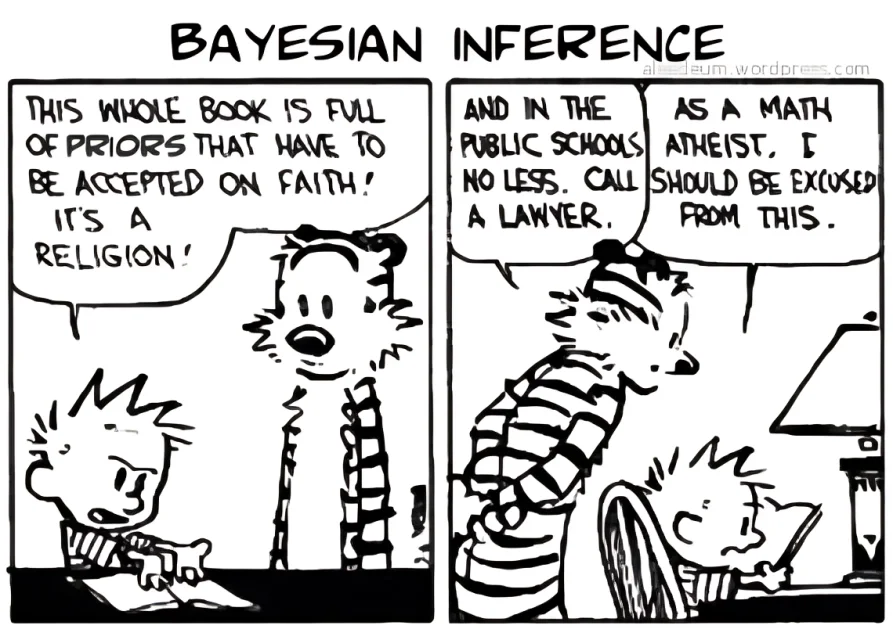 BAYESIAN INFERENCE
THIS WHOLE BOOK IS FULL
OF PRIORS THAT HAVE TO
BE ACCEPTED ON FAITH!
IT'S A
RELIGION!
AND IN THE
PUBLIC SCHOOLS
NO LESS. CALL
A LAWYER.
AS A MATH
ATHEIST, I
SHOULD BE EXCUSED
FROM THIS.